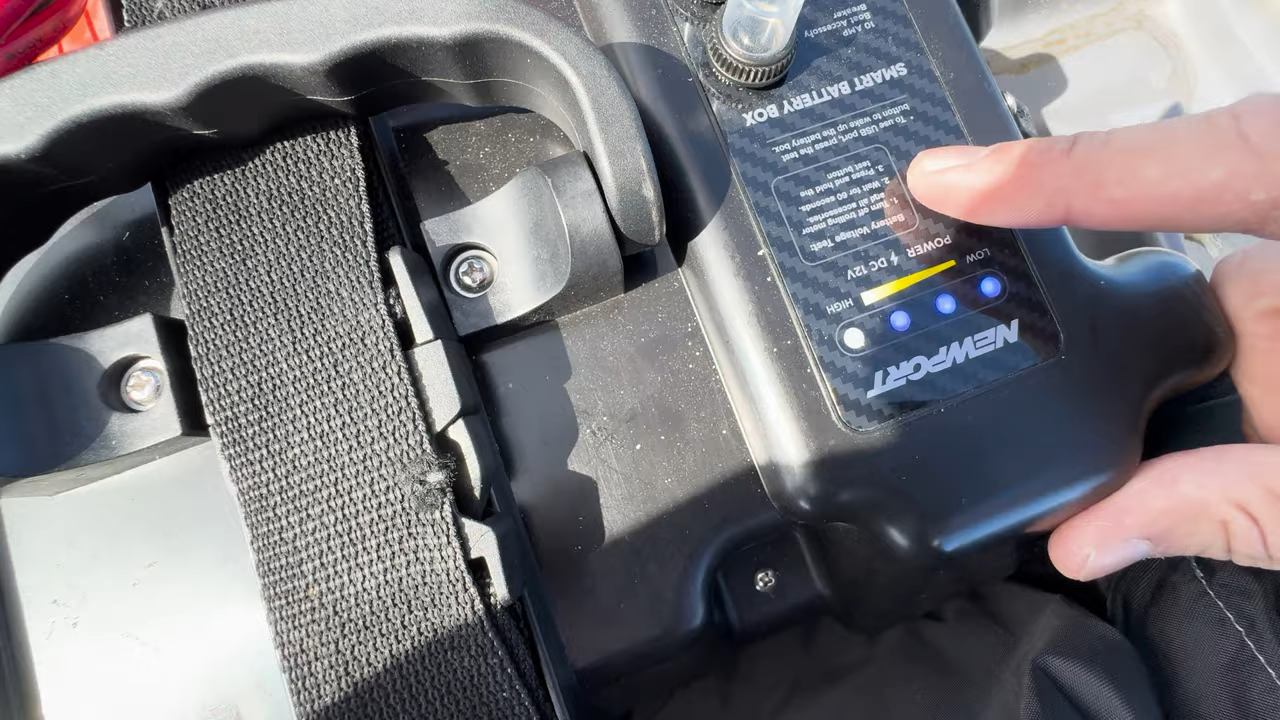 NEWPORT
HIGH
LOW
POWER ⚡ DC 12V
Battery Voltage Test:
1. Turn off trolling motor
and all accessories.
2. Wait for 60 seconds.
3. Press and hold the
test button
• To use USB port, press the test
button to wake up the battery box.
SMART BATTERY BOX
10 AMP
Boat Accessory
Breaker